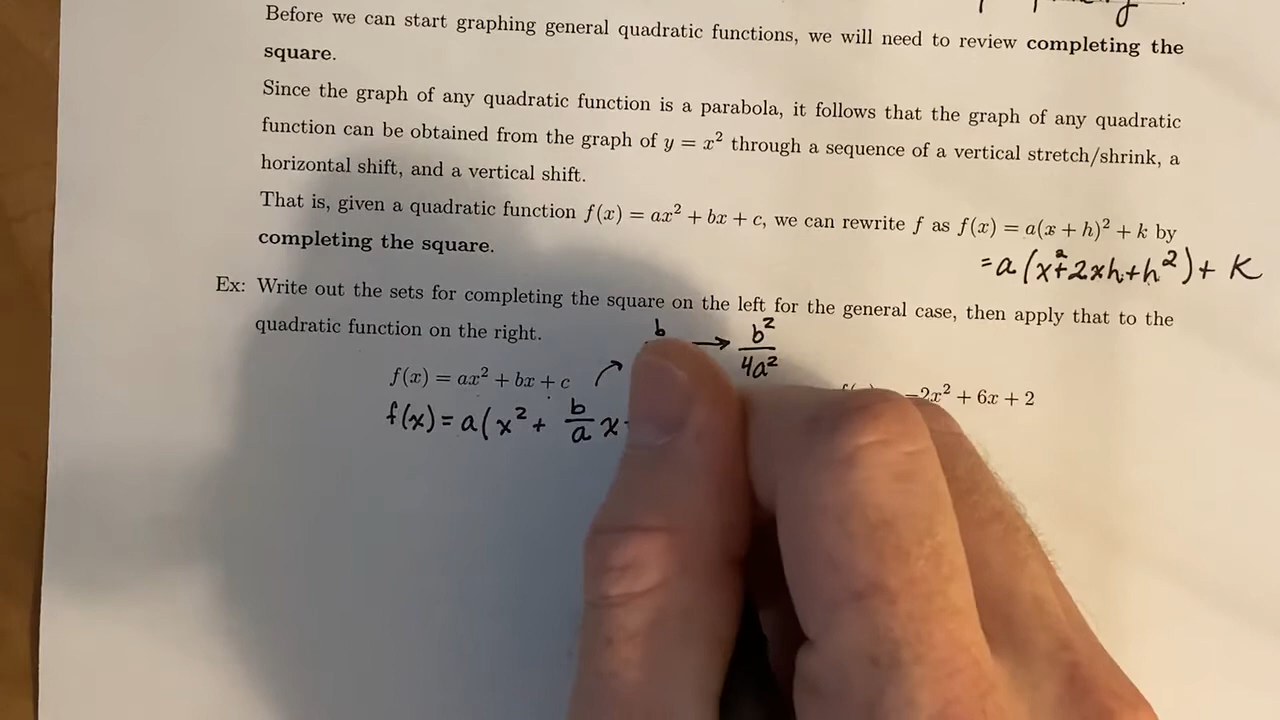 Before we can start graphing general quadratic functions, we will need to review completing the
square.
Since the graph of any quadratic function is a parabola, it follows that the graph of any quadratic
function can be obtained from the graph of y = x² through a sequence of a vertical stretch/shrink, a
horizontal shift, and a vertical shift.
That is, given a quadratic function f(x) = ax² + bx + c, we can rewrite f as f(x) = a(x + h)² + k by
completing the square.
= a(x² + 2xh + h²) + k
Ex: Write out the sets for completing the square on the left for the general case, then apply that to the
quadratic function on the right.
b → b²/4a²
f(x) = ax² + bx + c
−2x² + 6x + 2
f(x) = a(x² + b/a x